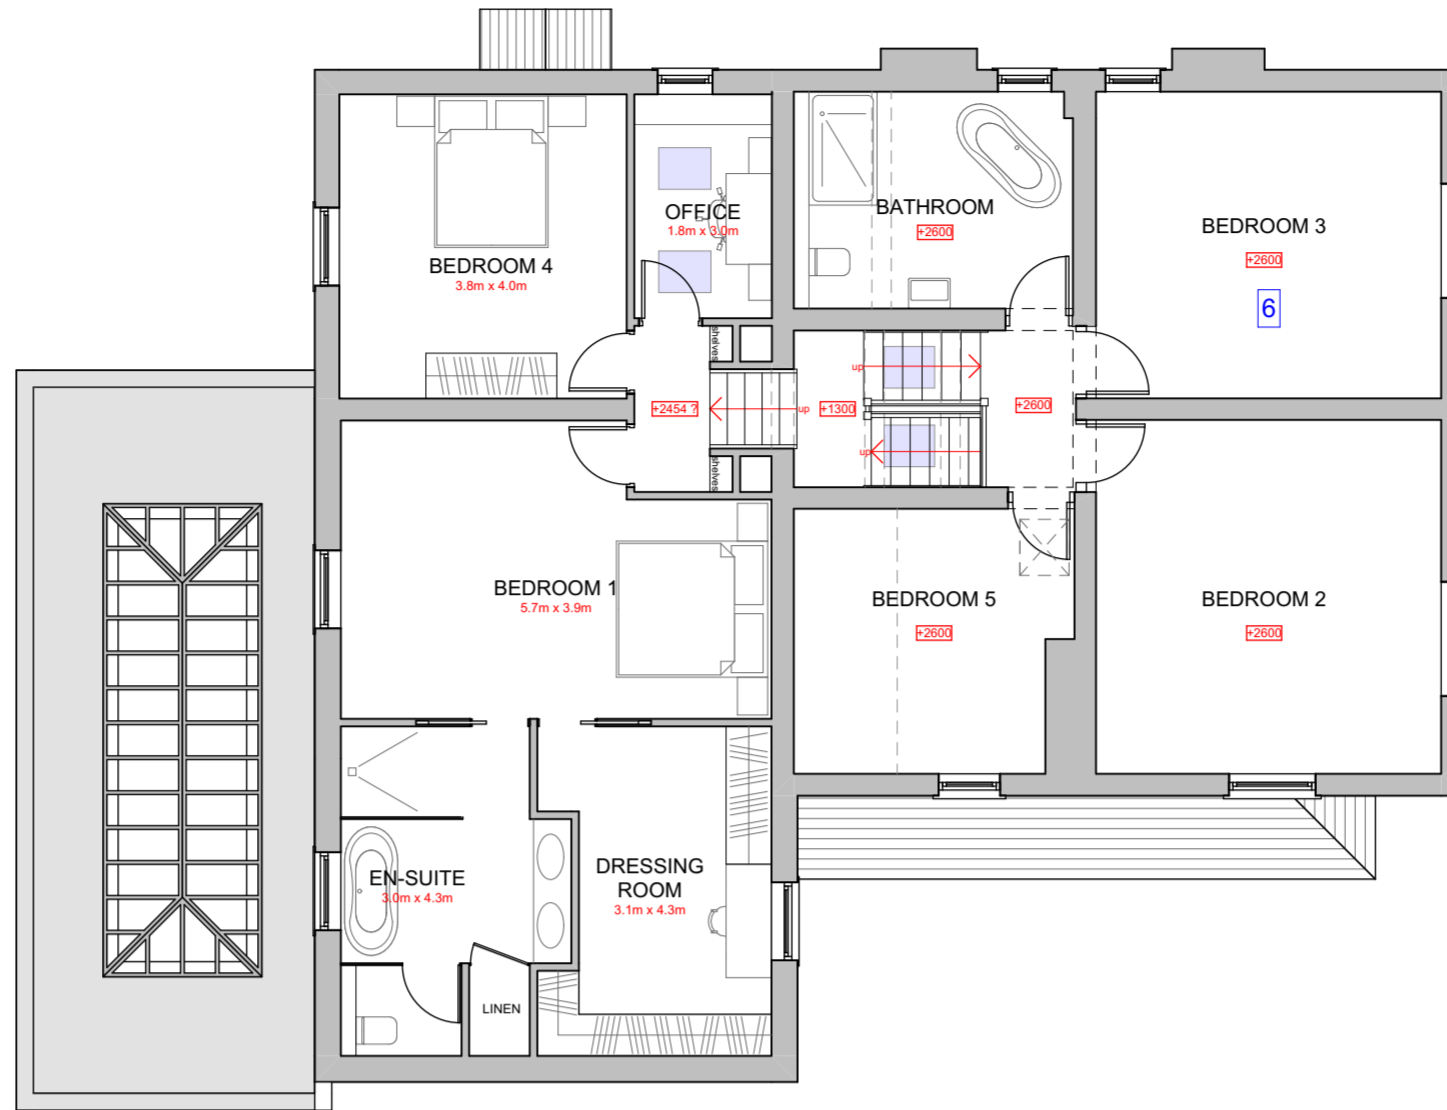 OFFICE
1.8m x 3.0m
BATHROOM
+2600
BEDROOM 3
+2600
6
BEDROOM 4
3.8m x 4.0m
shelves
up
+2454 ?
up
+1300
+2600
up
shelves
BEDROOM 1
5.7m x 3.9m
BEDROOM 5
+2600
BEDROOM 2
+2600
EN-SUITE
3.0m x 4.3m
DRESSING
ROOM
3.1m x 4.3m
LINEN